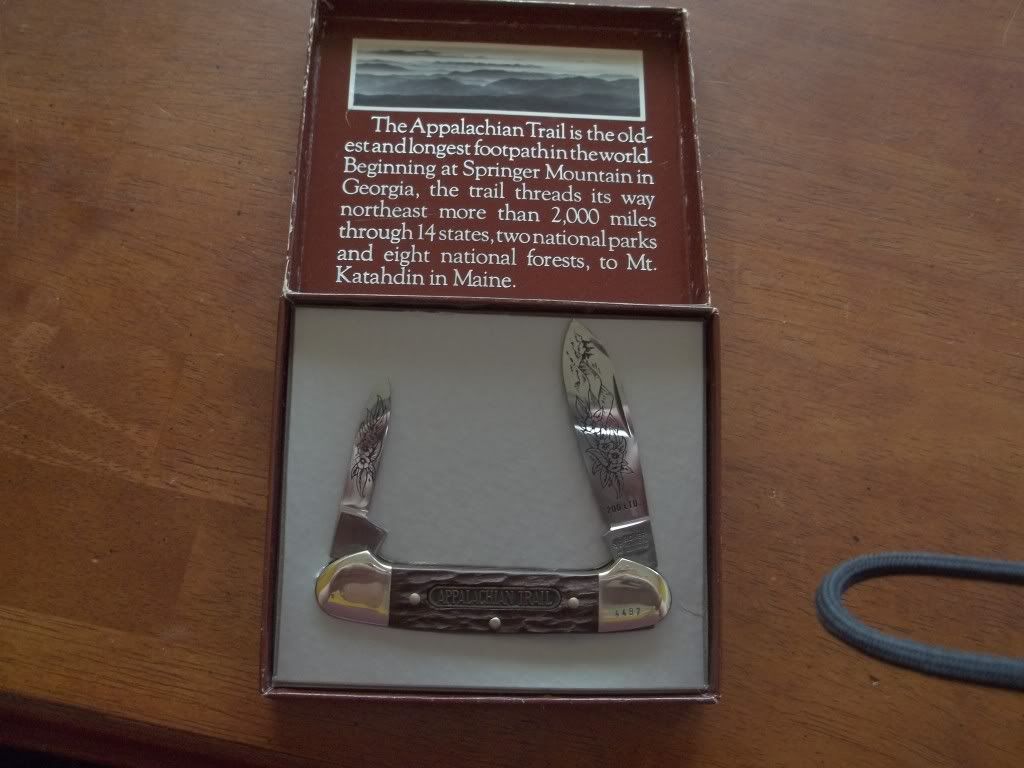 The Appalachian Trail is the old-
est and longest footpath in the world.
Beginning at Springer Mountain in
Georgia, the trail threads its way
northeast more than 2,000 miles
through 14 states, two national parks
and eight national forests, to Mt.
Katahdin in Maine.
APPALACHIAN TRAIL
4487